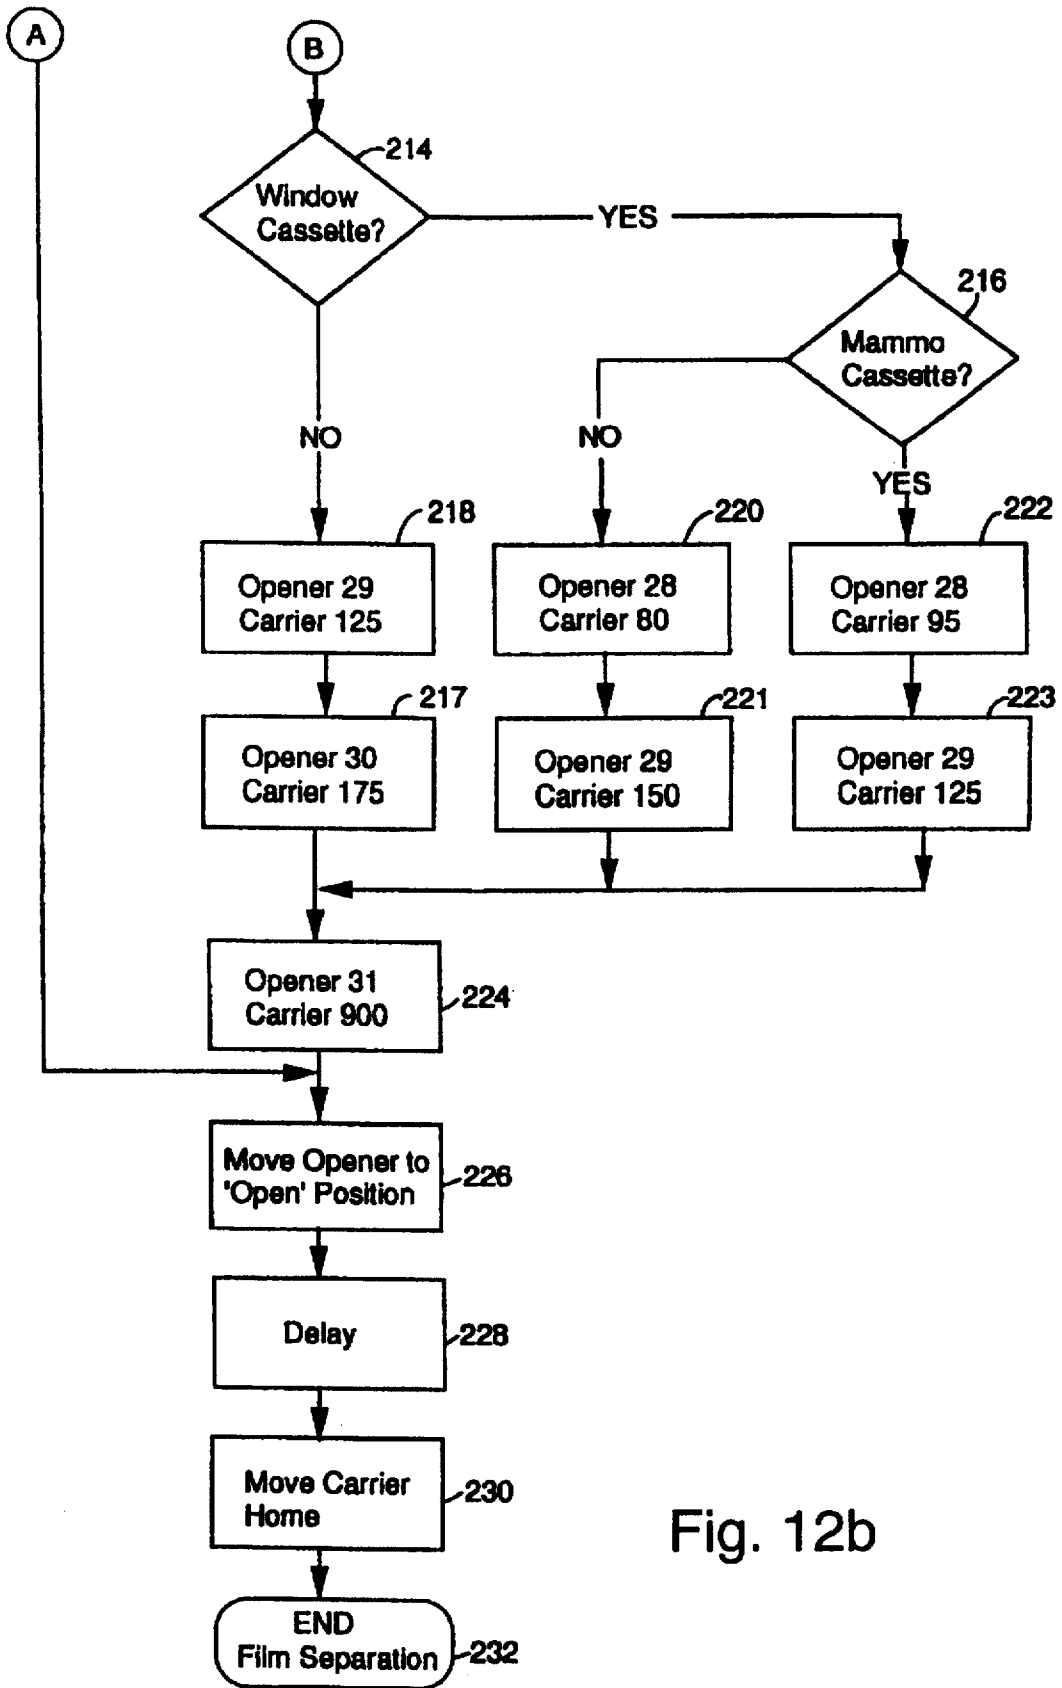 A
B
214
Window
Cassette?
YES
216
Mammo
Cassette?
NO
NO
YES
218
220
222
Opener 29
Carrier 125
Opener 28
Carrier 80
Opener 28
Carrier 95
217
221
223
Opener 30
Carrier 175
Opener 29
Carrier 150
Opener 29
Carrier 125
Opener 31
Carrier 900
224
Move Opener to
'Open' Position
226
Delay
228
Move Carrier
Home
230
Fig. 12b
END
Film Separation
232